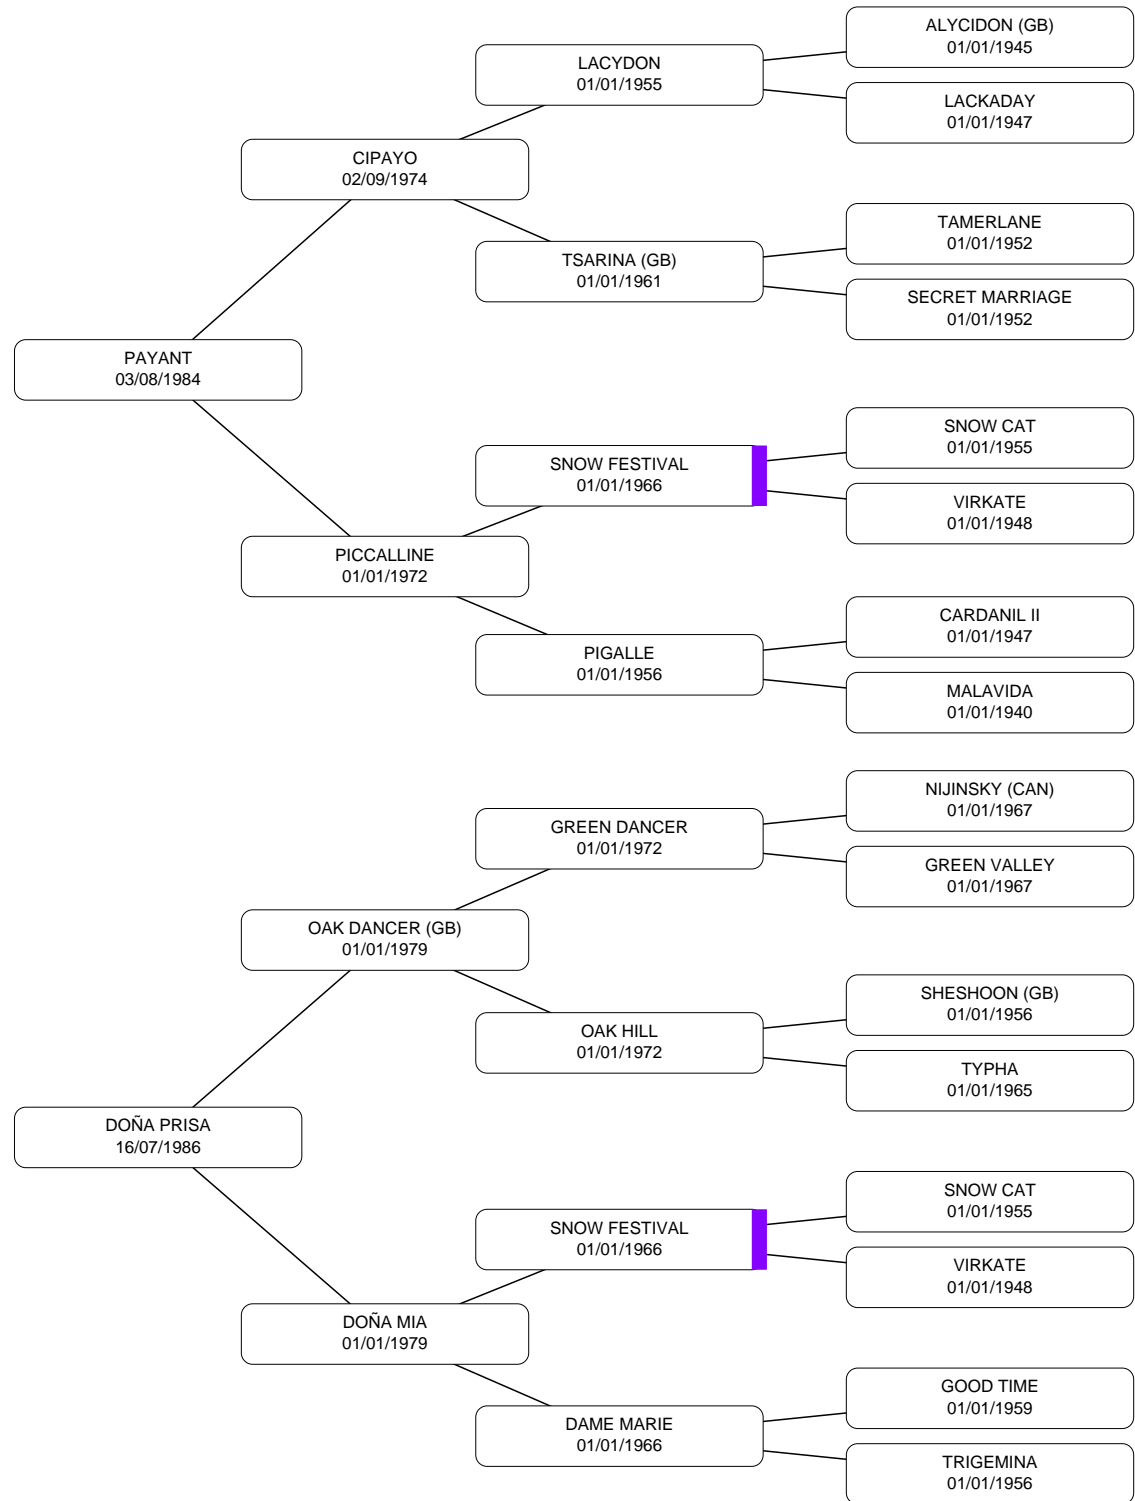 ALYCIDON (GB)
01/01/1945
LACYDON
01/01/1955
LACKADAY
01/01/1947
CIPAYO
02/09/1974
TAMERLANE
01/01/1952
TSARINA (GB)
01/01/1961
SECRET MARRIAGE
01/01/1952
PAYANT
03/08/1984
SNOW CAT
01/01/1955
SNOW FESTIVAL
01/01/1966
VIRKATE
01/01/1948
PICCALLINE
01/01/1972
CARDANIL II
01/01/1947
PIGALLE
01/01/1956
MALAVIDA
01/01/1940
NIJINSKY (CAN)
01/01/1967
GREEN DANCER
01/01/1972
GREEN VALLEY
01/01/1967
OAK DANCER (GB)
01/01/1979
SHESHOON (GB)
01/01/1956
OAK HILL
01/01/1972
TYPHA
01/01/1965
DOÑA PRISA
16/07/1986
SNOW CAT
01/01/1955
SNOW FESTIVAL
01/01/1966
VIRKATE
01/01/1948
DOÑA MIA
01/01/1979
GOOD TIME
01/01/1959
DAME MARIE
01/01/1966
TRIGEMINA
01/01/1956